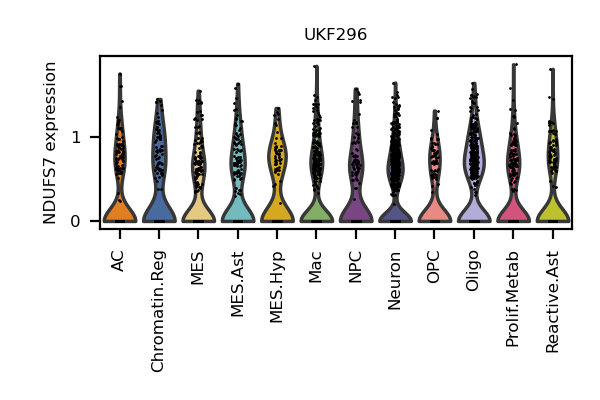 UKF296
NDUFS7 expression
1
0
AC
Chromatin.Reg
MES
MES.Ast
MES.Hyp
Mac
NPC
Neuron
OPC
Oligo
Prolif.Metab
Reactive.Ast